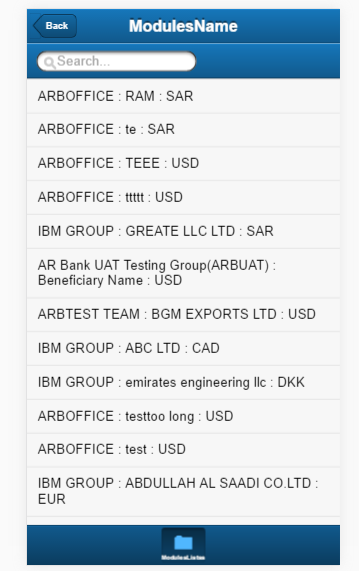 Back
ModulesName
Search...
ARBOFFICE : RAM : SAR
ARBOFFICE : te : SAR
ARBOFFICE : TEEE : USD
ARBOFFICE : ttttt : USD
IBM GROUP : GREATE LLC LTD : SAR
AR Bank UAT Testing Group(ARBUAT) :
Beneficiary Name : USD
ARBTEST TEAM : BGM EXPORTS LTD : USD
IBM GROUP : ABC LTD : CAD
IBM GROUP : emirates engineering llc : DKK
ARBOFFICE : testtoo long : USD
ARBOFFICE : test : USD
IBM GROUP : ABDULLAH AL SAADI CO.LTD :
EUR
ModulesListss